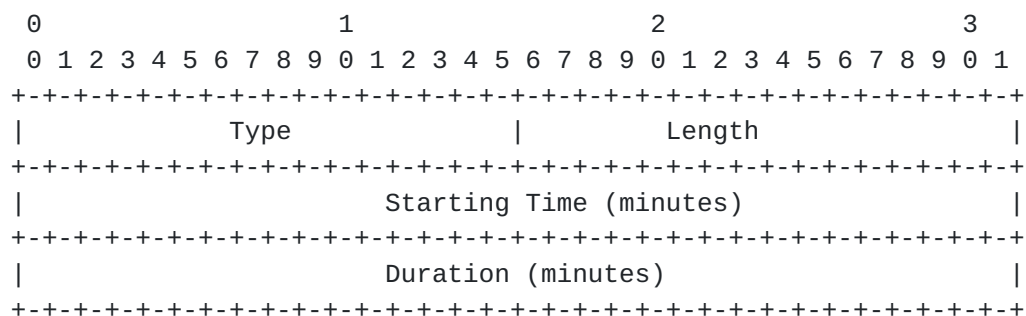 0                   1                   2                   3
 0 1 2 3 4 5 6 7 8 9 0 1 2 3 4 5 6 7 8 9 0 1 2 3 4 5 6 7 8 9 0 1
+-+-+-+-+-+-+-+-+-+-+-+-+-+-+-+-+-+-+-+-+-+-+-+-+-+-+-+-+-+-+-+-+
|             Type              |         Length                |
+-+-+-+-+-+-+-+-+-+-+-+-+-+-+-+-+-+-+-+-+-+-+-+-+-+-+-+-+-+-+-+-+
|                       Starting Time (minutes)                 |
+-+-+-+-+-+-+-+-+-+-+-+-+-+-+-+-+-+-+-+-+-+-+-+-+-+-+-+-+-+-+-+-+
|                       Duration (minutes)                      |
+-+-+-+-+-+-+-+-+-+-+-+-+-+-+-+-+-+-+-+-+-+-+-+-+-+-+-+-+-+-+-+-+